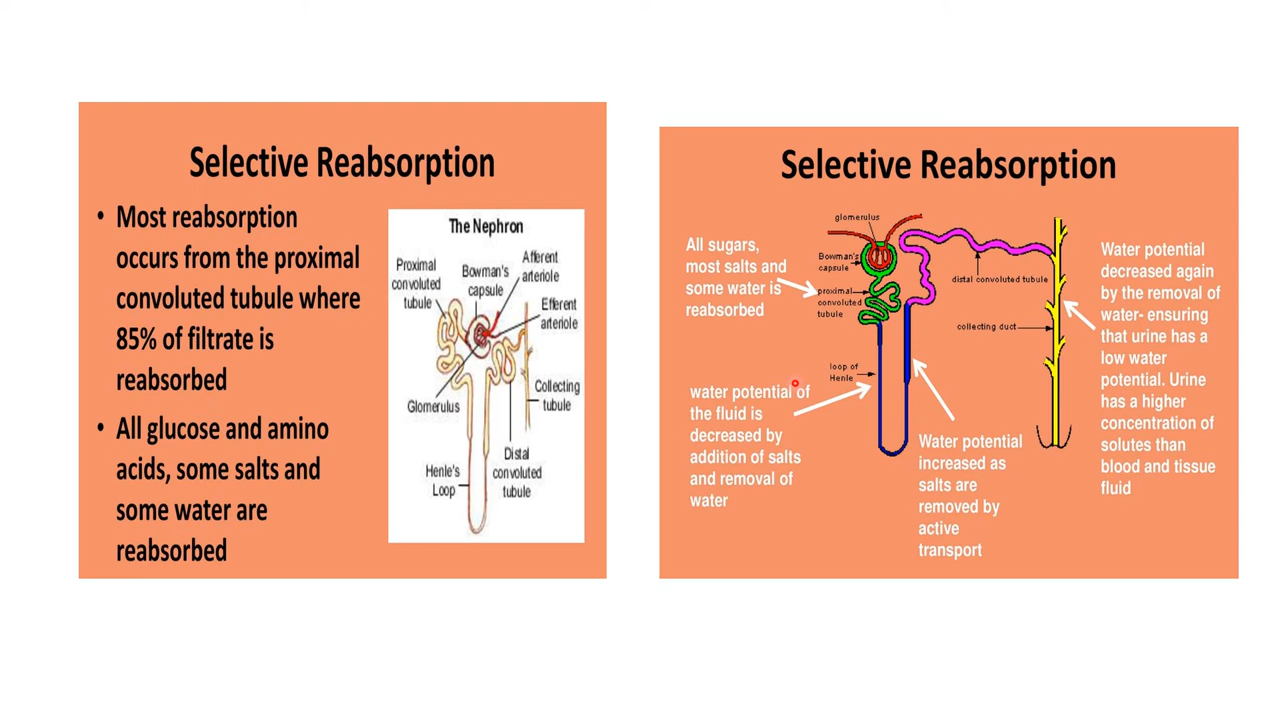 Selective Reabsorption
• Most reabsorption
occurs from the proximal
convoluted tubule where
85% of filtrate is
reabsorbed
• All glucose and amino
acids, some salts and
some water are
reabsorbed
The Nephron
Proximal
convoluted
tubule
Bowman's
capsule
Afferent
arteriole
Efferent
arteriole
Glomerulus
Collecting
tubule
Henle's
Loop
Distal
convoluted
tubule
Selective Reabsorption
All sugars,
most salts and
some water is
reabsorbed
glomerulus
Bowman's
capsule
proximal
convoluted
tubule
distal convoluted tubule
collecting duct
loop of
Henle
water potential of
the fluid is
decreased by
addition of salts
and removal of
water
Water potential
increased as
salts are
removed by
active
transport
Water potential
decreased again
by the removal of
water- ensuring
that urine has a
low water
potential. Urine
has a higher
concentration of
solutes than
blood and tissue
fluid